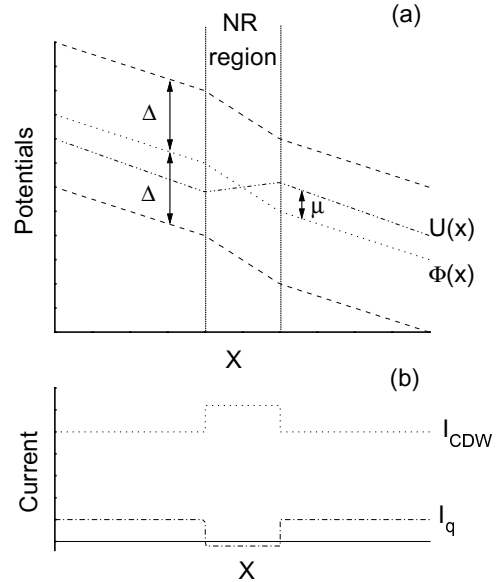 (a)
NR
region
Δ
Δ
μ
U(x)
Φ(x)
Potentials
X
(b)
I_CDW
I_q
Current
X